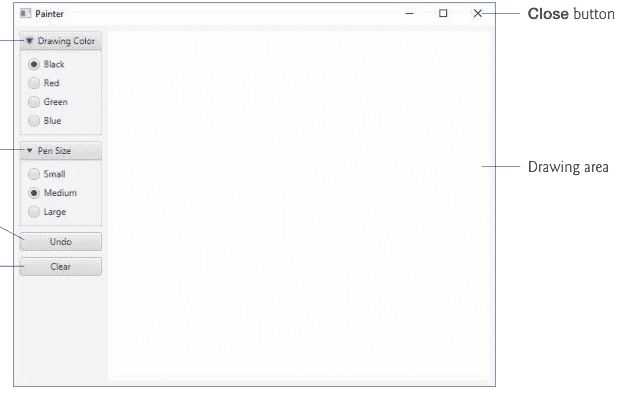 Painter
Close button
Drawing Color
Black
Red
Green
Blue
Pen Size
Small
Medium
Large
Undo
Clear
Drawing area